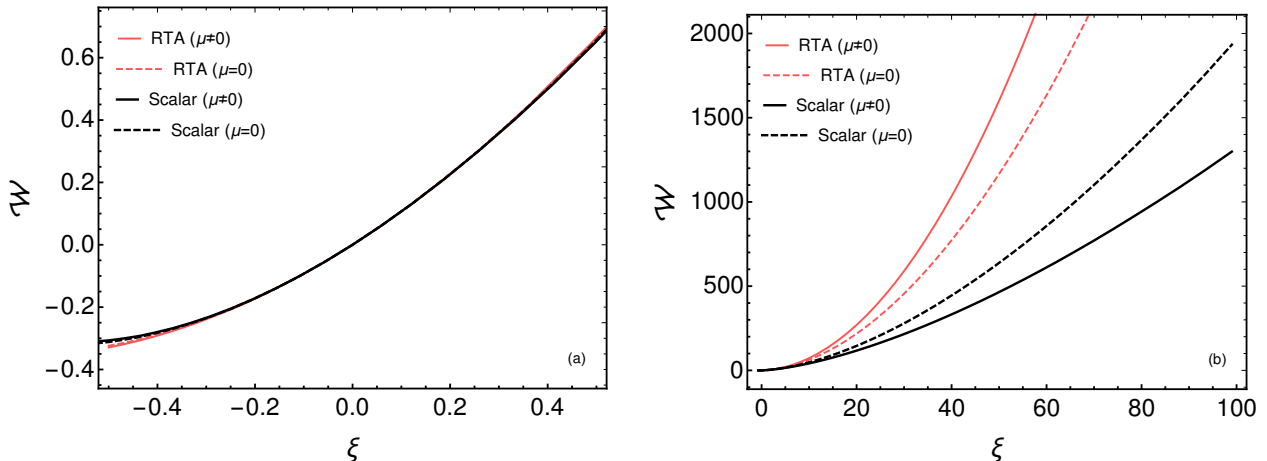 RTA (μ≠0)
RTA (μ=0)
Scalar (μ≠0)
Scalar (μ=0)
0.6
0.4
0.2
0.0
−0.2
−0.4
𝒲
(a)
−0.4 −0.2 0.0 0.2 0.4
ξ
RTA (μ≠0)
RTA (μ=0)
Scalar (μ≠0)
Scalar (μ=0)
2000
1500
1000
500
0
𝒲
(b)
0 20 40 60 80 100
ξ